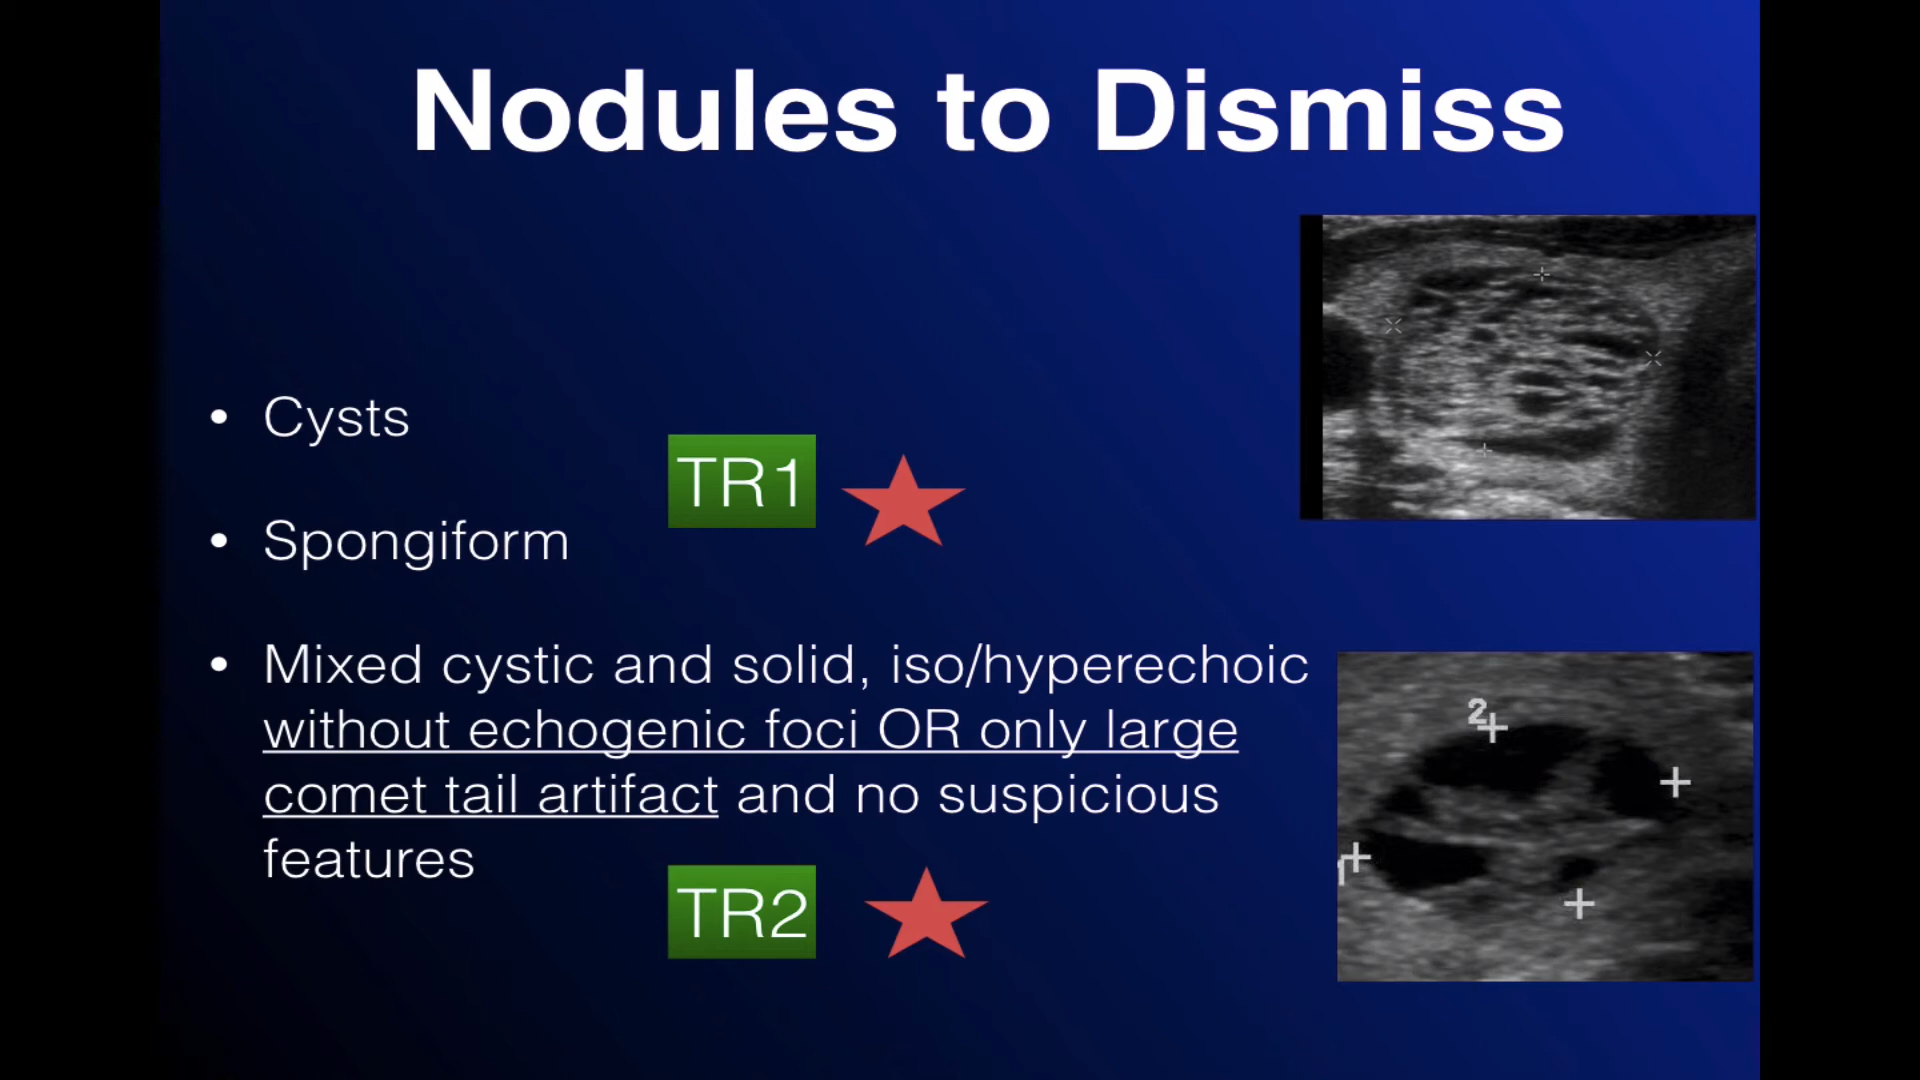 Nodules to Dismiss
• Cysts
TR1
• Spongiform
• Mixed cystic and solid, iso/hyperechoic
without echogenic foci OR only large
comet tail artifact and no suspicious
features
TR2
2
1